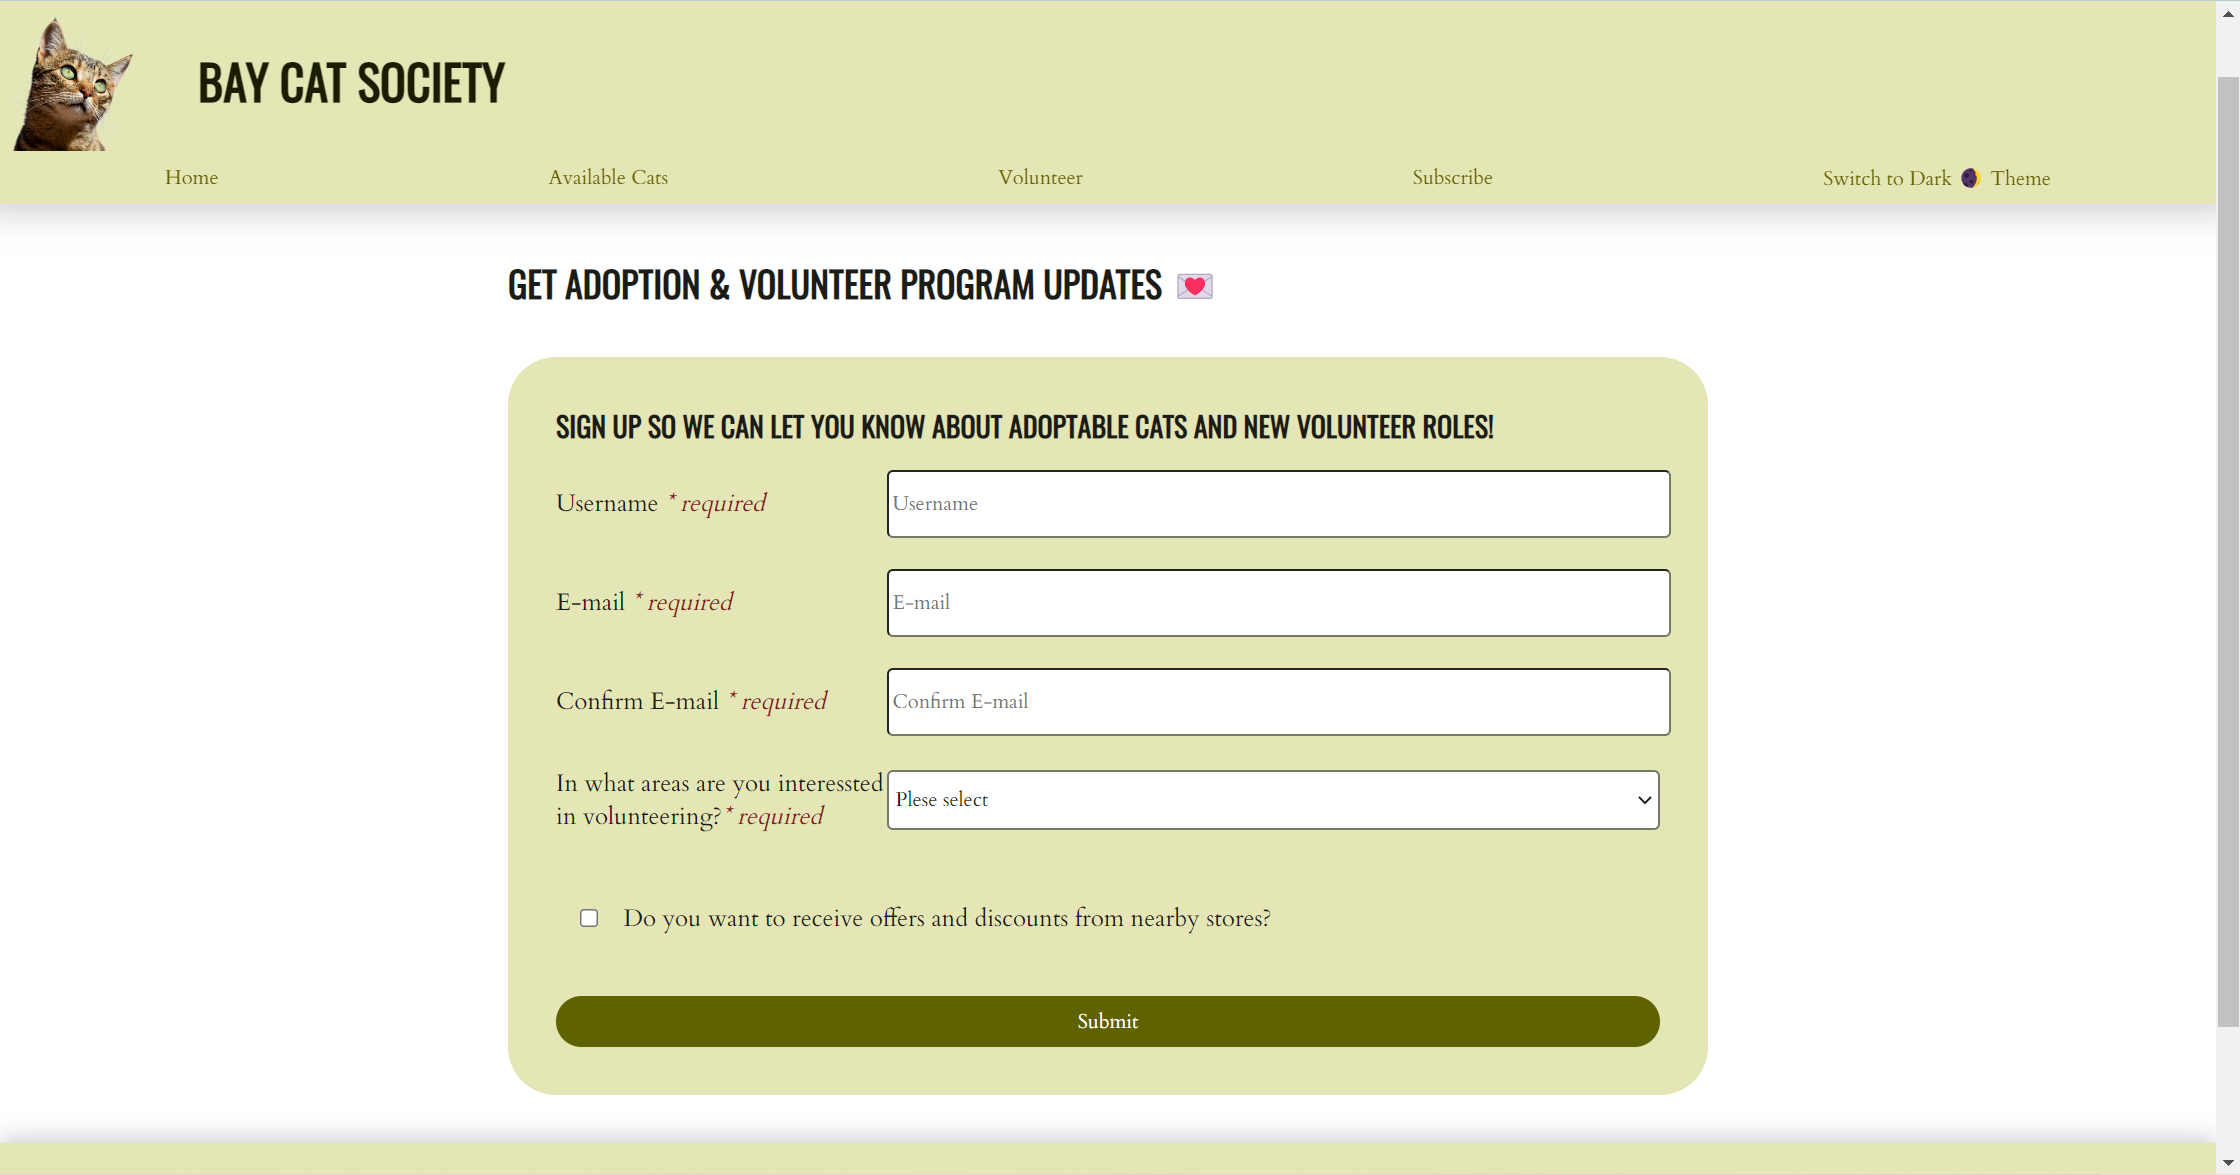 BAY CAT SOCIETY
Home Available Cats Volunteer Subscribe Switch to Dark 🌒 Theme
GET ADOPTION & VOLUNTEER PROGRAM UPDATES 💌
SIGN UP SO WE CAN LET YOU KNOW ABOUT ADOPTABLE CATS AND NEW VOLUNTEER ROLES!
Username * required
Username
E-mail * required
E-mail
Confirm E-mail * required
Confirm E-mail
In what areas are you interessted
in volunteering? * required
Plese select
Do you want to receive offers and discounts from nearby stores?
Submit